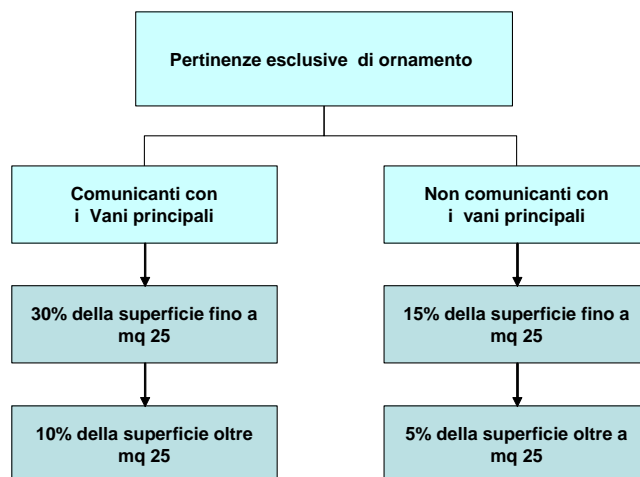 Pertinenze esclusive di ornamento
Comunicanti con
i Vani principali
Non comunicanti con
i vani principali
30% della superficie fino a
mq 25
15% della superficie fino a
mq 25
10% della superficie oltre
mq 25
5% della superficie oltre a
mq 25